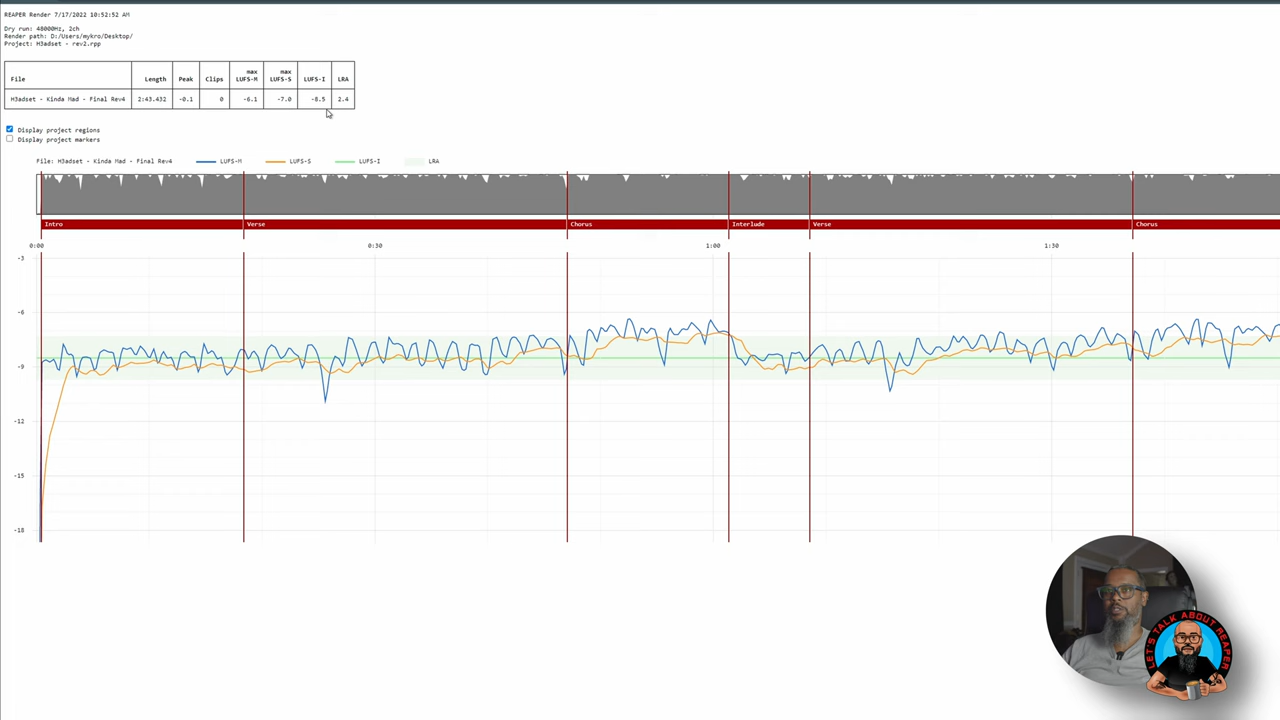 REAPER Render 7/17/2022 10:52:52 AM
Dry run: 48000Hz, 2ch
Render path: D:/Users/mykro/Desktop/
Project: H3adset - rev2.rpp
File Length Peak Clips max LUFS-M max LUFS-S LUFS-I LRA
H3adset - Kinda Mad - Final Rev4 2:43.432 -0.1 0 -6.1 -7.0 -8.5 2.4
Display project regions
Display project markers
File: H3adset - Kinda Mad - Final Rev4 LUFS-M LUFS-S LUFS-I LRA
Intro Verse Chorus Interlude Verse Chorus
0:00 0:30 1:00 1:30
-3
-6
-9
-12
-15
-18
LET'S TALK ABOUT REAPER